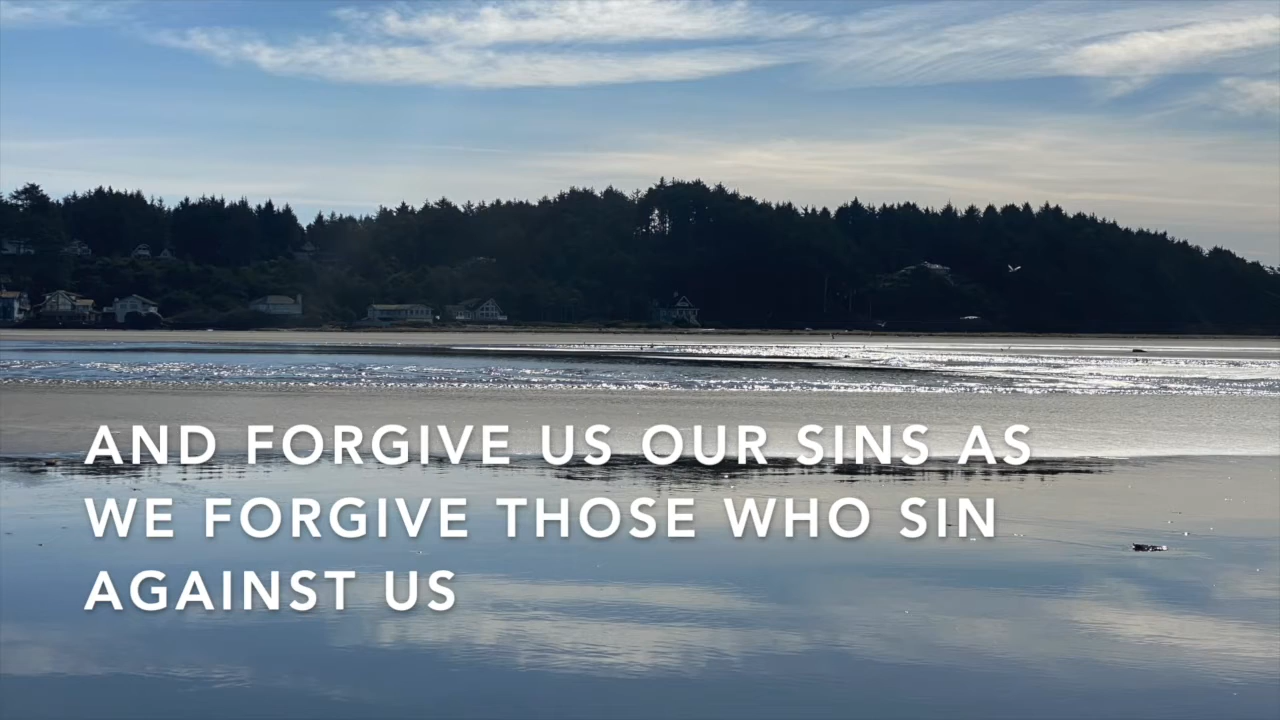 AND FORGIVE US OUR SINS AS
WE FORGIVE THOSE WHO SIN
AGAINST US